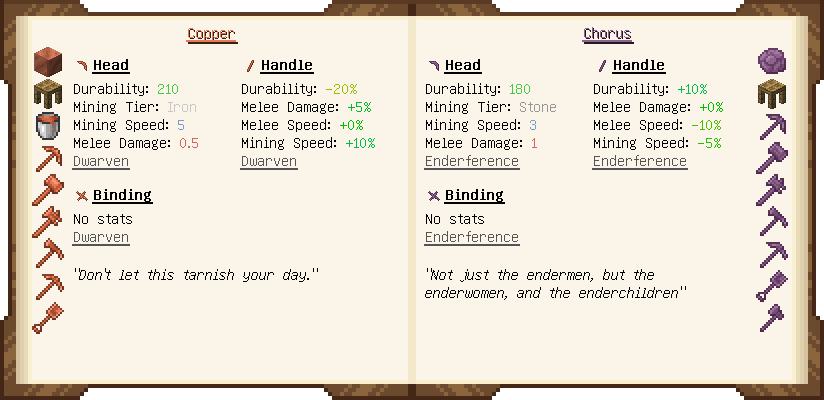 Copper
Head
Durability: 210
Mining Tier: Iron
Mining Speed: 5
Melee Damage: 0.5
Dwarven
Handle
Durability: -20%
Melee Damage: +5%
Melee Speed: +0%
Mining Speed: +10%
Dwarven
Binding
No stats
Dwarven
"Don't let this tarnish your day."
Chorus
Head
Durability: 180
Mining Tier: Stone
Mining Speed: 3
Melee Damage: 1
Enderference
Handle
Durability: +10%
Melee Damage: +0%
Melee Speed: -10%
Mining Speed: -5%
Enderference
Binding
No stats
Enderference
"Not just the endermen, but the
enderwomen, and the enderchildren"